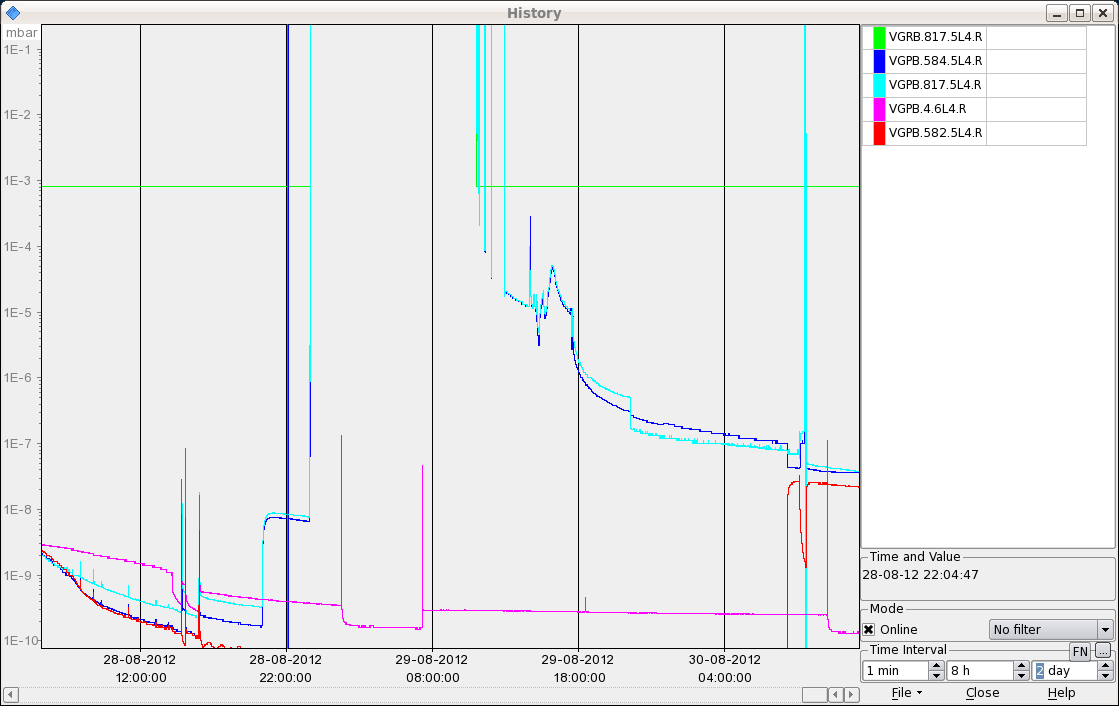 History
mbar
1E-1
1E-2
1E-3
1E-4
1E-5
1E-6
1E-7
1E-8
1E-9
1E-10
28-08-2012 28-08-2012 29-08-2012 29-08-2012 30-08-2012
12:00:00 22:00:00 08:00:00 18:00:00 04:00:00
VGRB.817.5L4.R
VGPB.584.5L4.R
VGPB.817.5L4.R
VGPB.4.6L4.R
VGPB.582.5L4.R
Time and Value
28-08-12 22:04:47
Mode
Online No filter
Time Interval FN ...
1 min 8 h 2 day
File Close Help